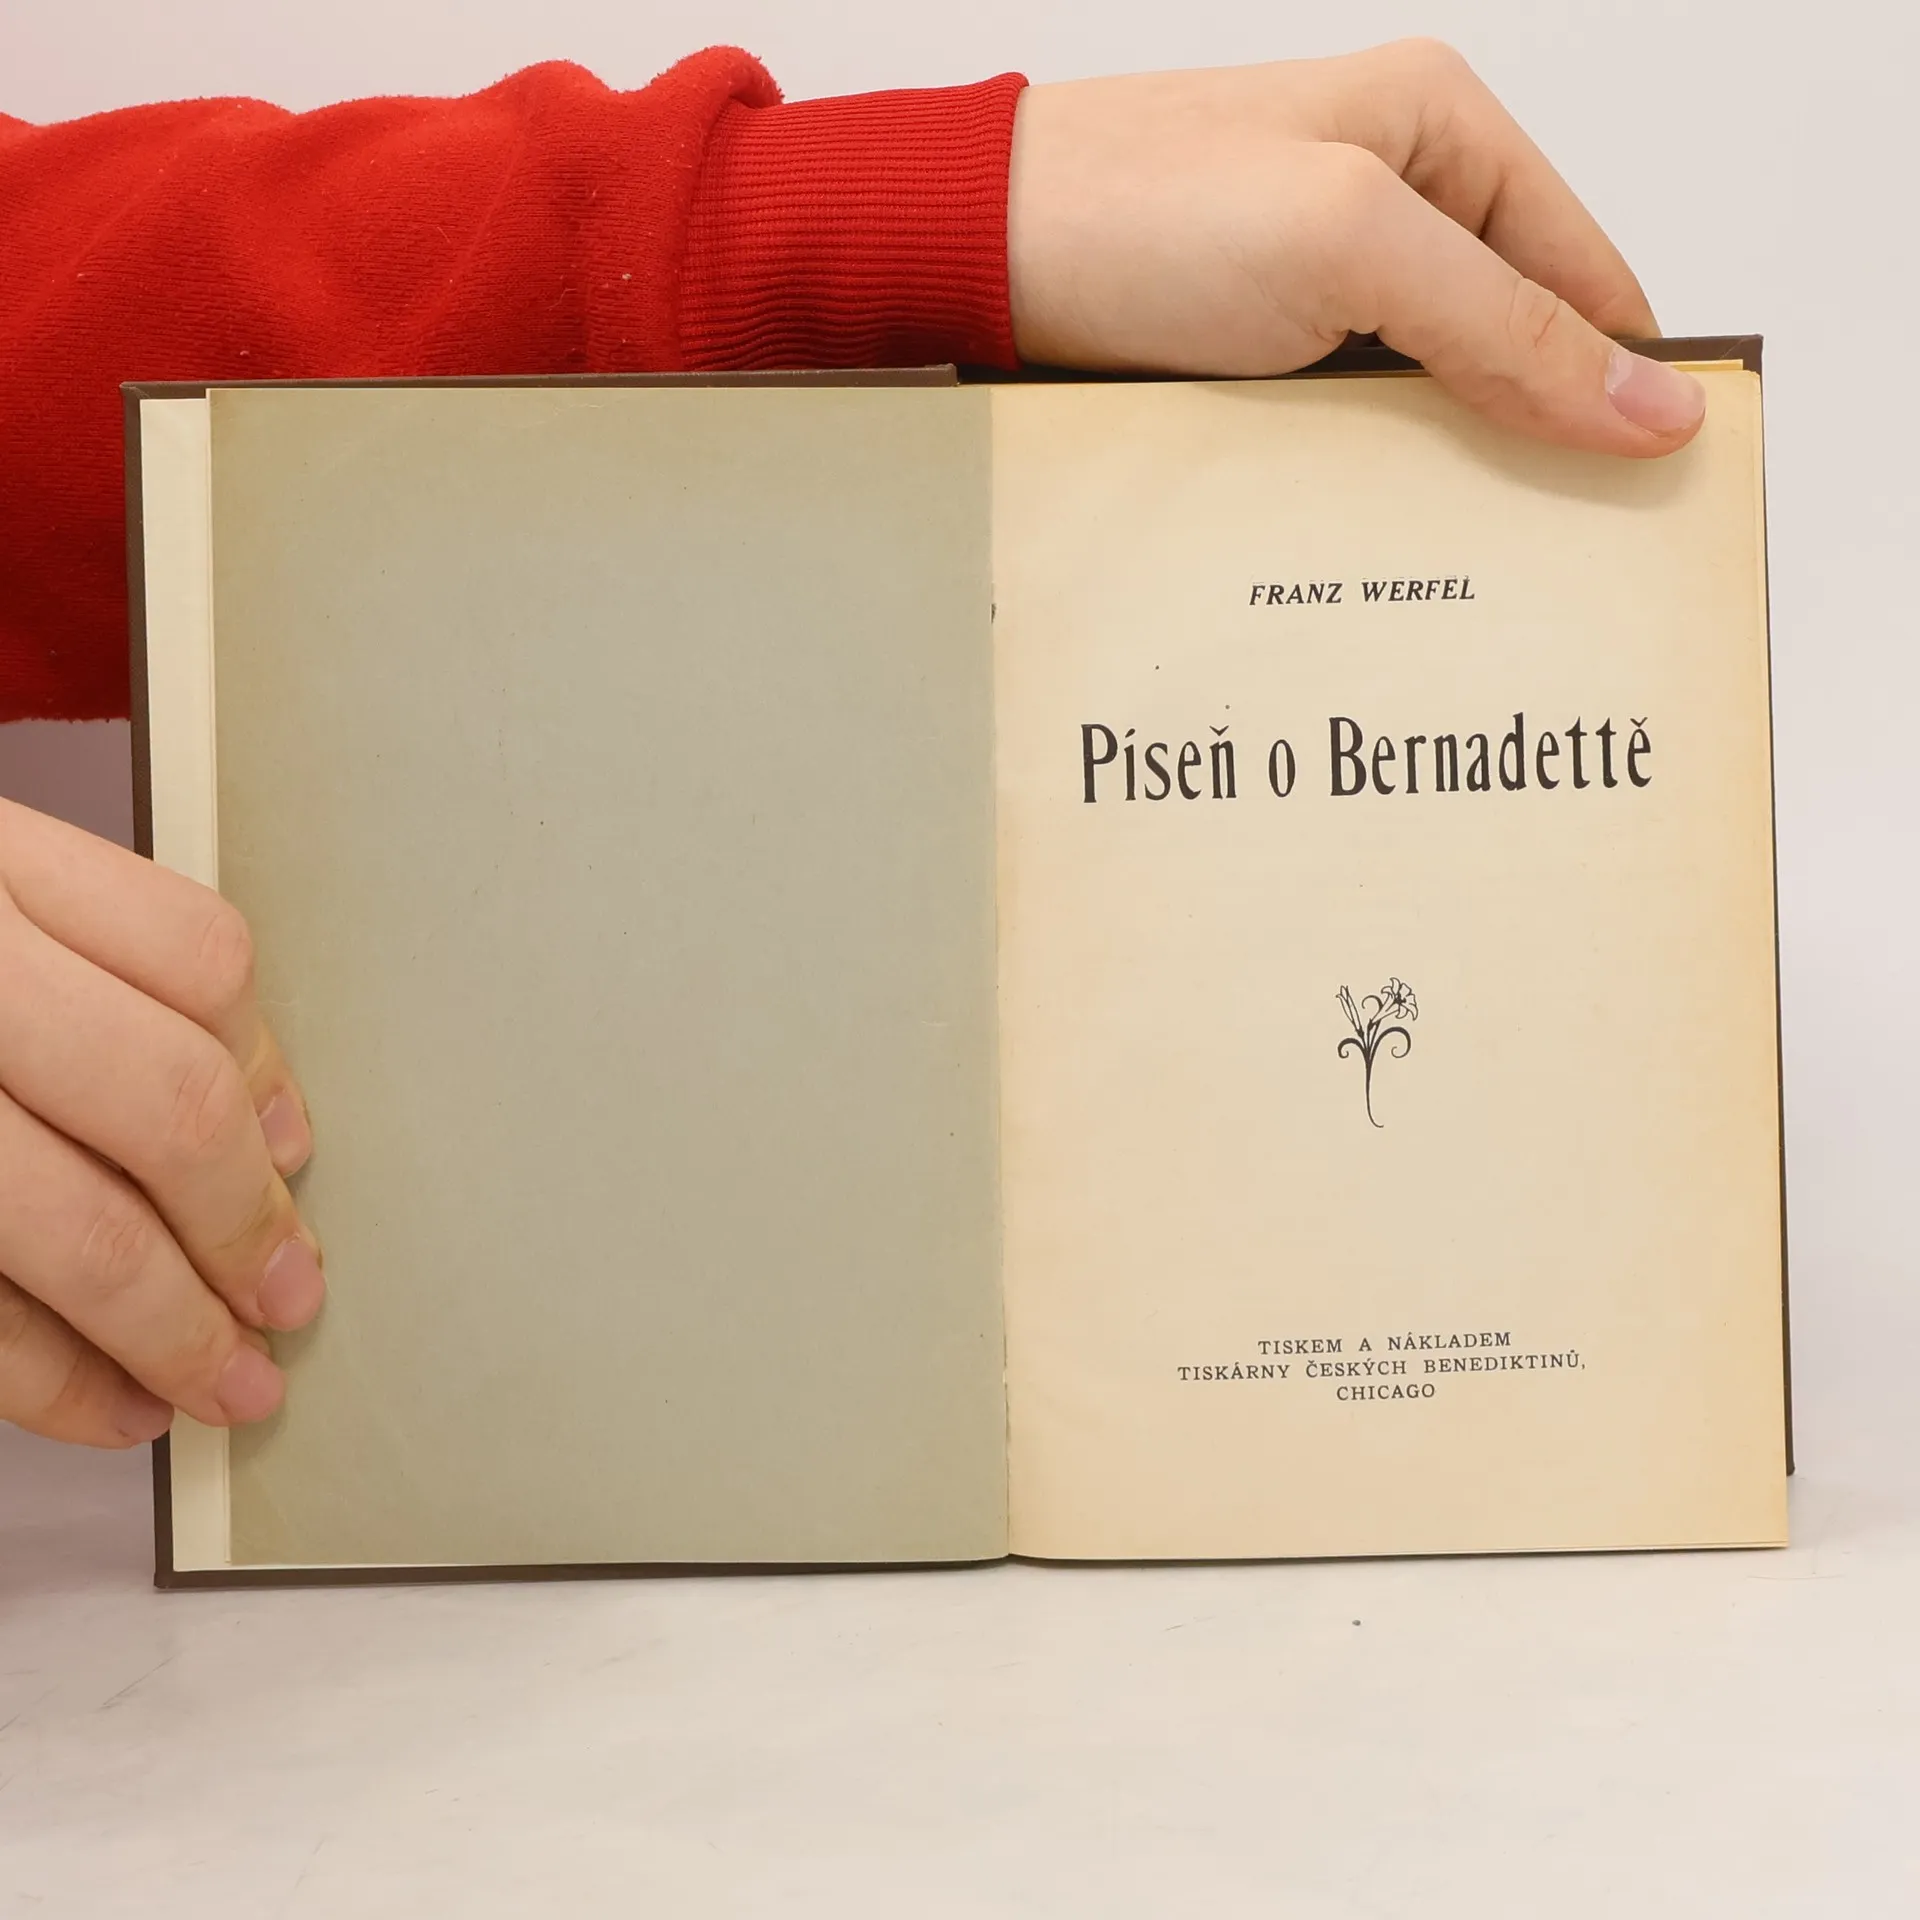 FRANZ WERFEL
Píseň o Bernadettě
TISKEM A NÁKLADEM
TISKÁRNY ČESKÝCH BENEDIKTINŮ,
CHICAGO